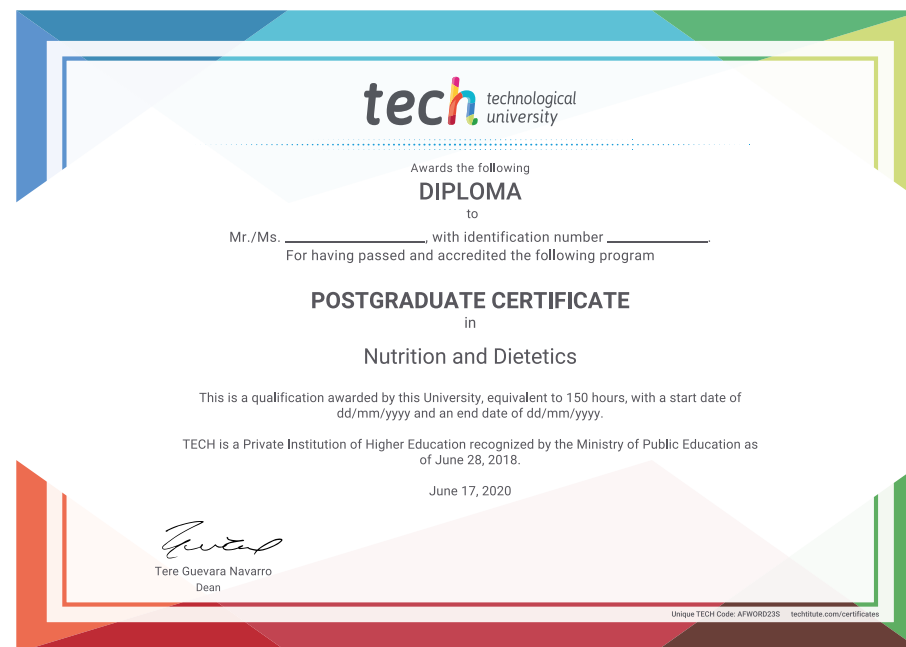 tech technological
university
Awards the following
DIPLOMA
to
Mr./Ms. ____________________, with identification number ______________.
For having passed and accredited the following program
POSTGRADUATE CERTIFICATE
in
Nutrition and Dietetics
This is a qualification awarded by this University, equivalent to 150 hours, with a start date of
dd/mm/yyyy and an end date of dd/mm/yyyy.
TECH is a Private Institution of Higher Education recognized by the Ministry of Public Education as
of June 28, 2018.
June 17, 2020
Tere Guevara Navarro
Dean
Unique TECH Code: AFWORD23S techtitute.com/certificates